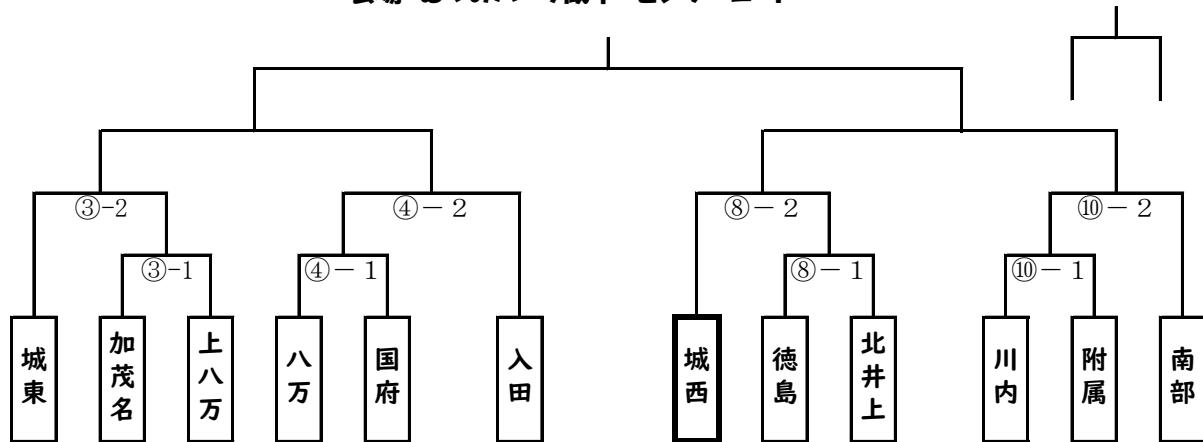 ③-2
④－2
⑧－2
⑩－2
③-1
④－1
⑧－1
⑩－1
城東
加茂名
上八万
八万
国府
入田
城西
徳島
北井上
川内
附属
南部